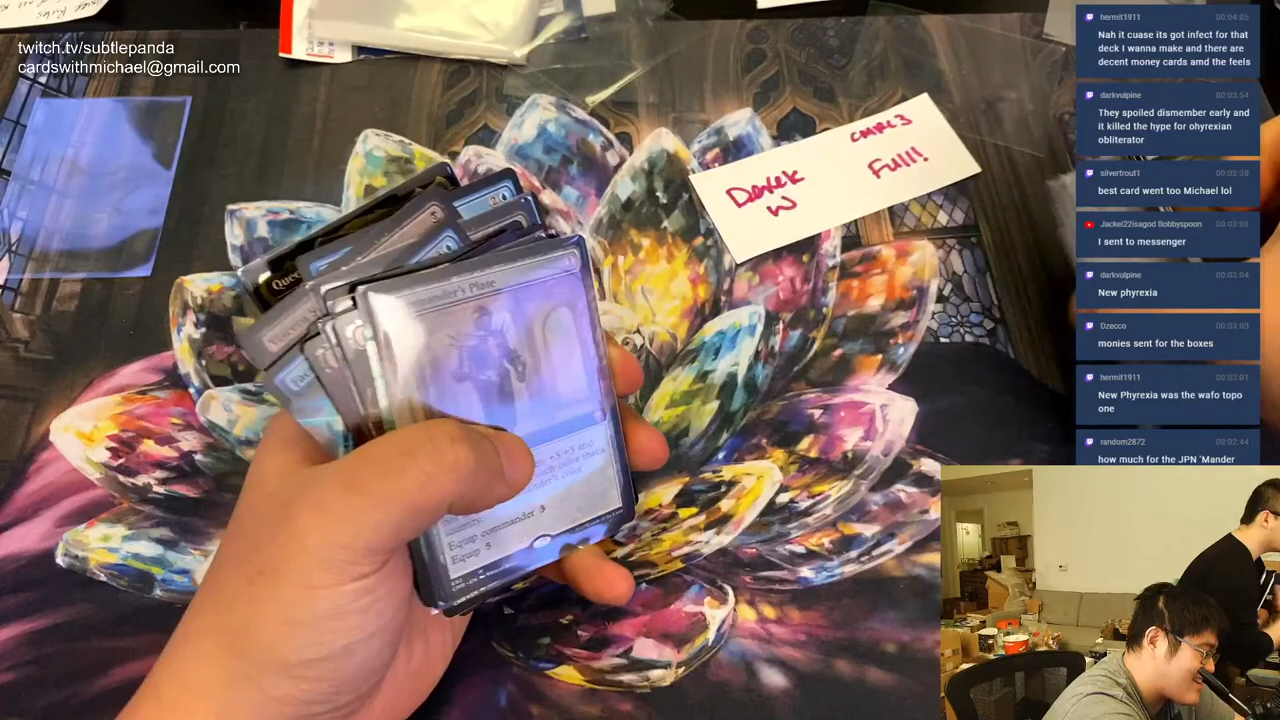 twitch.tv/subtlepanda
cardswithmichael@gmail.com
Derek
W
CMRC3
Full!
Plate
Equip commander 3
Equip 5
hermit1911 00:04:05
Nah it cuase its got infect for that
deck I wanna make and there are
decent money cards amd the feels
darkvulpine 00:03:54
They spoiled dismember early and
it killed the hype for ohyrexian
obliterator
silvertrout1 00:03:38
best card went too Michael lol
Jackel22isagod Bobbyspoon 00:03:06
I sent to messenger
darkvulpine 00:03:04
New phyrexia
Dzecco 00:03:03
monies sent for the boxes
hermit1911 00:03:01
New Phyrexia was the wafo topo
one
random2872 00:02:44
how much for the JPN 'Mander